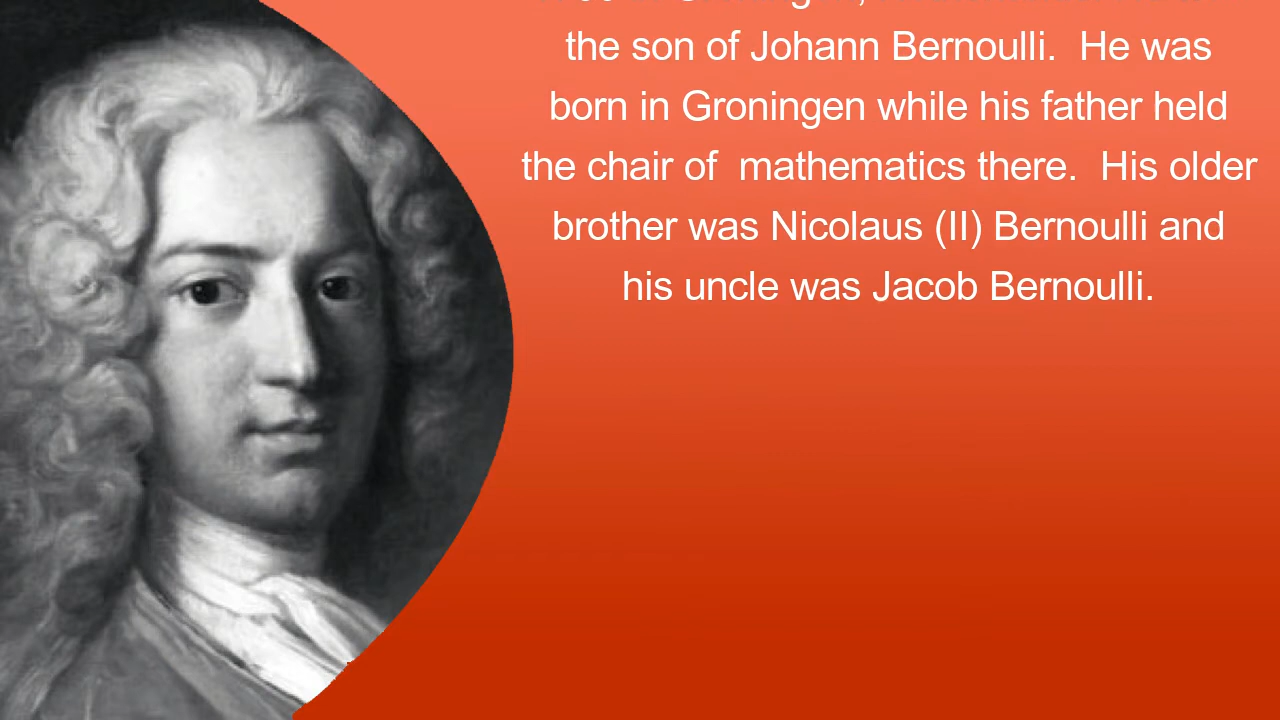 the son of Johann Bernoulli. He was
born in Groningen while his father held
the chair of mathematics there. His older
brother was Nicolaus (II) Bernoulli and
his uncle was Jacob Bernoulli.